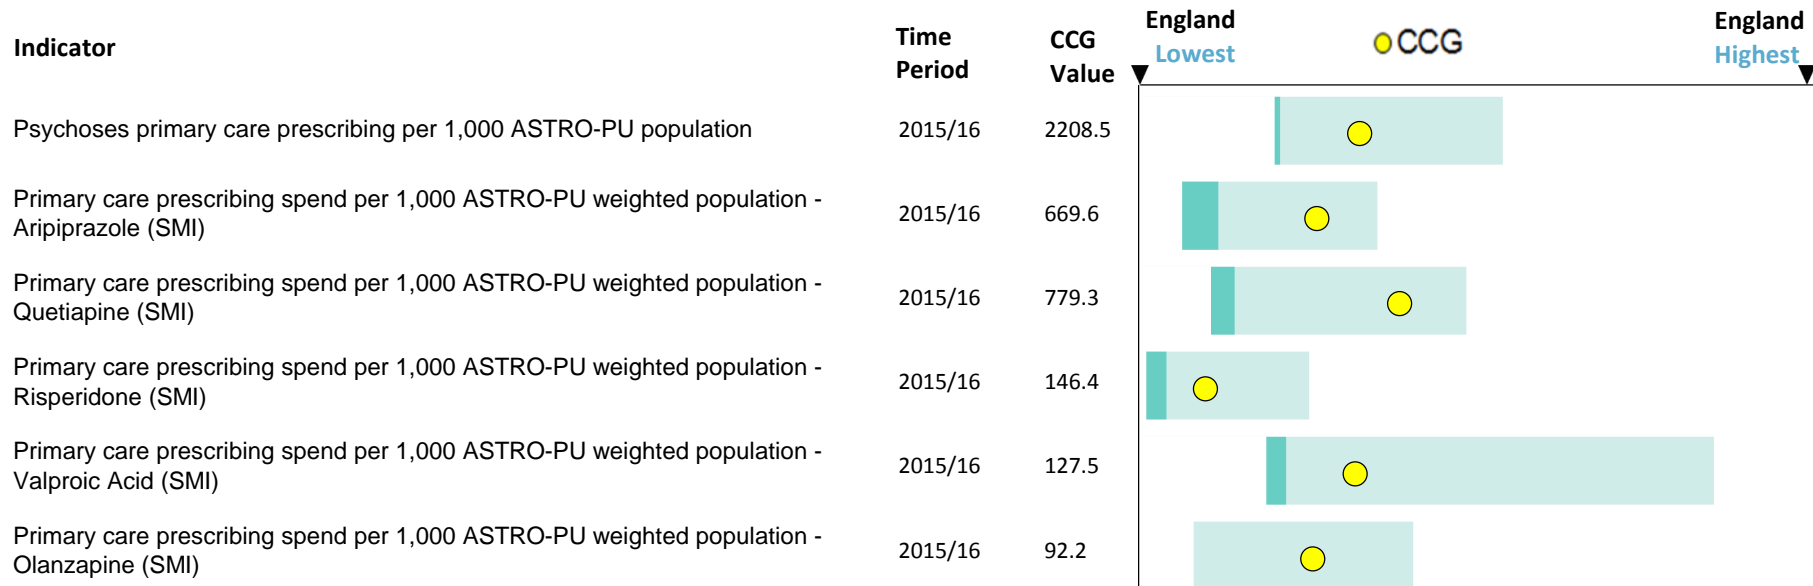 Indicator
Time Period
CCG Value
England Lowest
CCG
England Highest
Psychoses primary care prescribing per 1,000 ASTRO-PU population 2015/16 2208.5
Primary care prescribing spend per 1,000 ASTRO-PU weighted population -
Aripiprazole (SMI) 2015/16 669.6
Primary care prescribing spend per 1,000 ASTRO-PU weighted population -
Quetiapine (SMI) 2015/16 779.3
Primary care prescribing spend per 1,000 ASTRO-PU weighted population -
Risperidone (SMI) 2015/16 146.4
Primary care prescribing spend per 1,000 ASTRO-PU weighted population -
Valproic Acid (SMI) 2015/16 127.5
Primary care prescribing spend per 1,000 ASTRO-PU weighted population -
Olanzapine (SMI) 2015/16 92.2